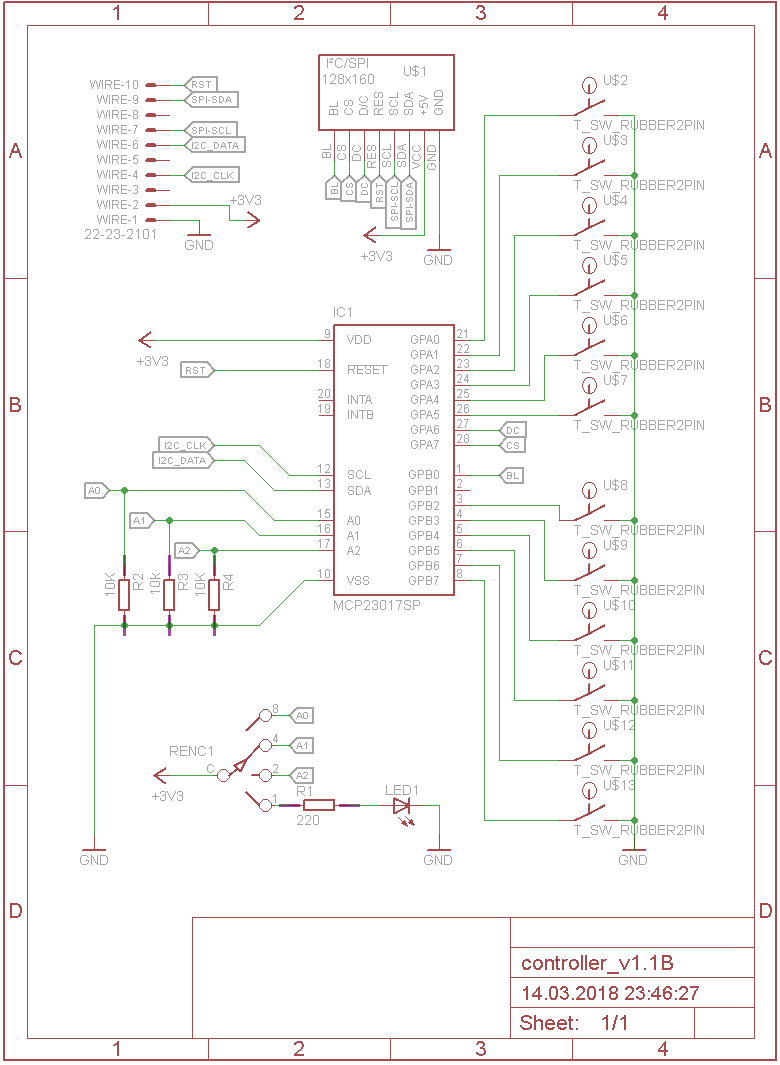 1 2 3 4
A A
B B
C C
D D
WIRE-10 RST
WIRE-9 SPI-SDA
WIRE-8
WIRE-7 SPI-SCL
WIRE-6 I2C_DATA
WIRE-5
WIRE-4 I2C_CLK
WIRE-3
WIRE-2 +3V3
WIRE-1
22-23-2101 GND
I²C/SPI
128x160 U$1
BL CS D/C RES SCL SDA +5V GND
BL CS DC RES SCL SDA VCC GND
BL CS DC RST SPI-SCL SPI-SDA
+3V3 GND
U$2
T_SW_RUBBER2PIN
U$3
T_SW_RUBBER2PIN
U$4
T_SW_RUBBER2PIN
U$5
T_SW_RUBBER2PIN
U$6
T_SW_RUBBER2PIN
U$7
T_SW_RUBBER2PIN
IC1
9 VDD GPA0 21
+3V3
GPA1 22
RST 18 RESET GPA2 23
GPA3 24
20 INTA GPA4 25
19 INTB GPA5 26
GPA6 27 DC
GPA7 28 CS
I2C_CLK 12 SCL GPB0 1 BL
I2C_DATA 13 SDA GPB1 2
GPB2 3
A0 15 A0 GPB3 4
A1 16 A1 GPB4 5
A2 17 A2 GPB5 6
GPB6 7
10 VSS GPB7 8
MCP23017SP
10K R2 10k R3 10K R4
U$8
T_SW_RUBBER2PIN
U$9
T_SW_RUBBER2PIN
U$10
T_SW_RUBBER2PIN
U$11
T_SW_RUBBER2PIN
U$12
T_SW_RUBBER2PIN
U$13
T_SW_RUBBER2PIN
8 A0
RENC1 4 A1
C 2 A2
+3V3 1 R1 LED1
220
GND GND GND
controller_v1.1B
14.03.2018 23:46:27
Sheet: 1/1
1 2 3 4